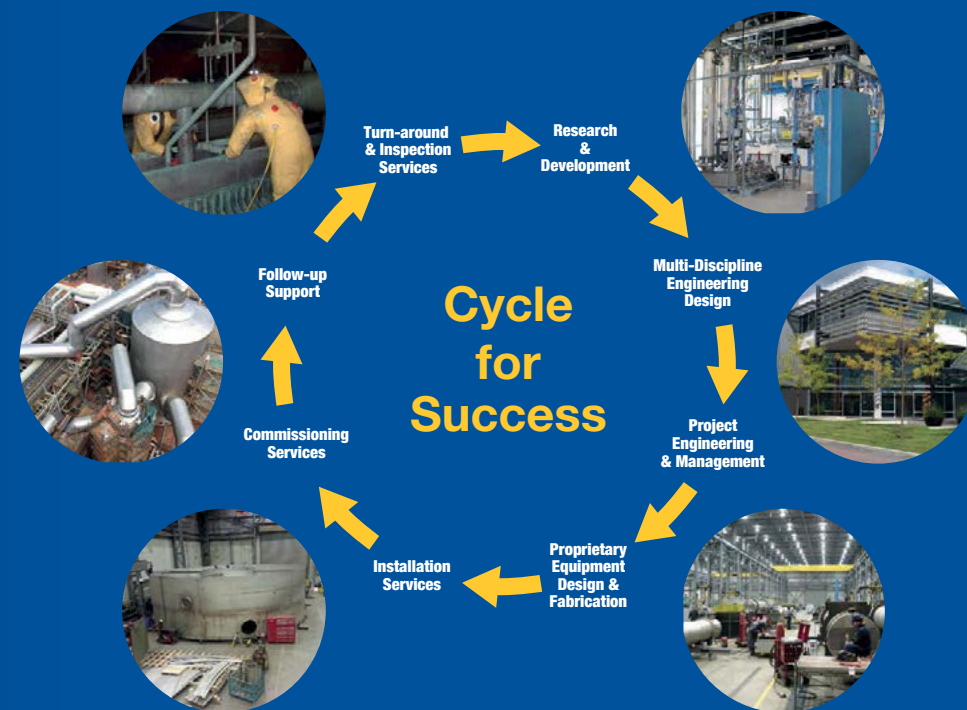 Turn-around
& Inspection
Services
Research
&
Development
Multi-Discipline
Engineering
Design
Project
Engineering
& Management
Proprietary
Equipment
Design &
Fabrication
Installation
Services
Commissioning
Services
Follow-up
Support
Cycle
for
Success